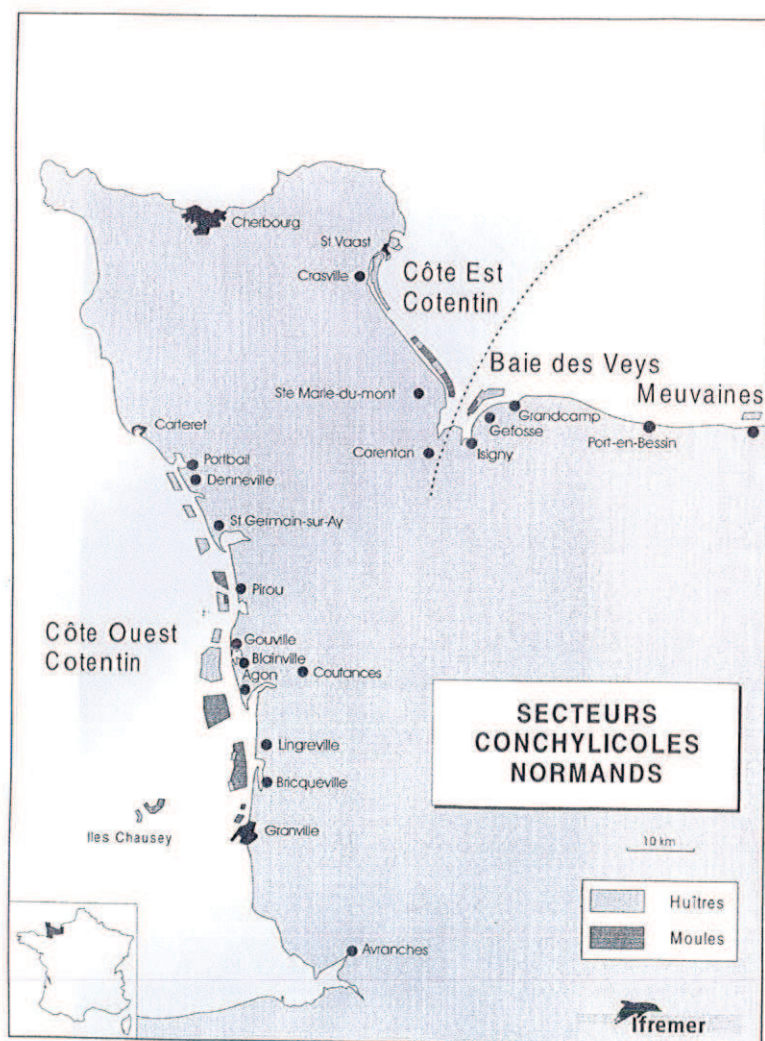 Cherbourg
St Vaast
Crasville
Côte Est
Cotentin
Baie des Veys
Meuvaines
Ste Marie-du-mont
Grandcamp
Gefosse
Port-en-Bessin
Isigny
Carentan
Carteret
Portbail
Denneville
St Germain-sur-Ay
Pirou
Côte Ouest
Cotentin
Gouville
Blainville
Agon
Coutances
SECTEURS
CONCHYLICOLES
NORMANDS
Lingreville
Bricqueville
Iles Chausey
Granville
10 km
Huîtres
Moules
Avranches
Ifremer